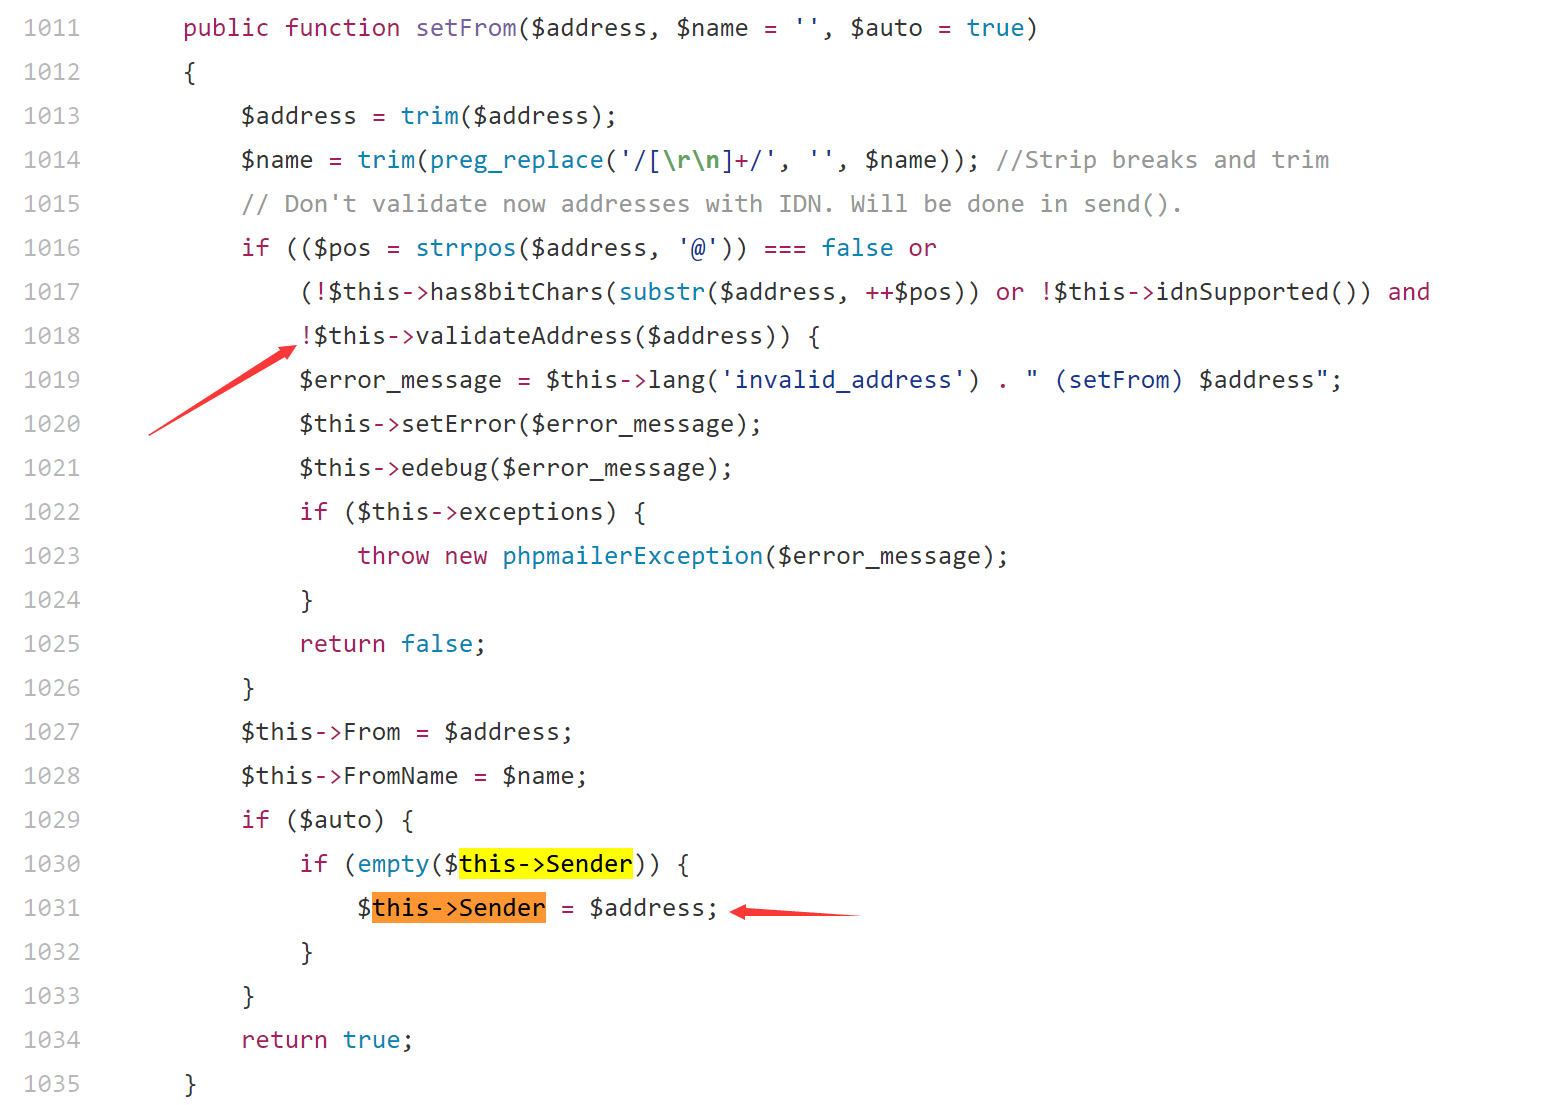 1011 public function setFrom($address, $name = '', $auto = true)
1012 {
1013 $address = trim($address);
1014 $name = trim(preg_replace('/[\r\n]+/', '', $name)); //Strip breaks and trim
1015 // Don't validate now addresses with IDN. Will be done in send().
1016 if (($pos = strrpos($address, '@')) === false or
1017 (!$this->has8bitChars(substr($address, ++$pos)) or !$this->idnSupported()) and
1018 !$this->validateAddress($address)) {
1019 $error_message = $this->lang('invalid_address') . " (setFrom) $address";
1020 $this->setError($error_message);
1021 $this->edebug($error_message);
1022 if ($this->exceptions) {
1023 throw new phpmailerException($error_message);
1024 }
1025 return false;
1026 }
1027 $this->From = $address;
1028 $this->FromName = $name;
1029 if ($auto) {
1030 if (empty($this->Sender)) {
1031 $this->Sender = $address;
1032 }
1033 }
1034 return true;
1035 }